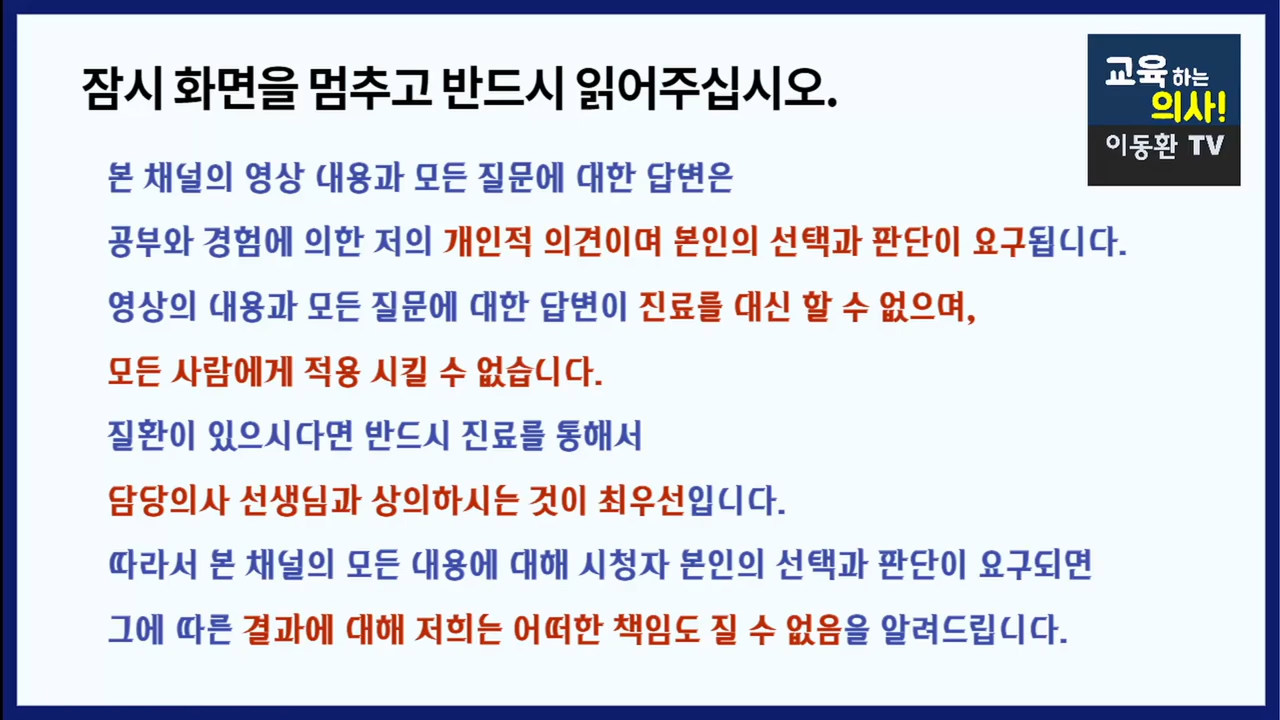 잠시 화면을 멈추고 반드시 읽어주십시오.
교육하는
의사!
이동환 TV
본 채널의 영상 내용과 모든 질문에 대한 답변은
공부와 경험에 의한 저의 개인적 의견이며 본인의 선택과 판단이 요구됩니다.
영상의 내용과 모든 질문에 대한 답변이 진료를 대신 할 수 없으며,
모든 사람에게 적용 시킬 수 없습니다.
질환이 있으시다면 반드시 진료를 통해서
담당의사 선생님과 상의하시는 것이 최우선입니다.
따라서 본 채널의 모든 내용에 대해 시청자 본인의 선택과 판단이 요구되면
그에 따른 결과에 대해 저희는 어떠한 책임도 질 수 없음을 알려드립니다.